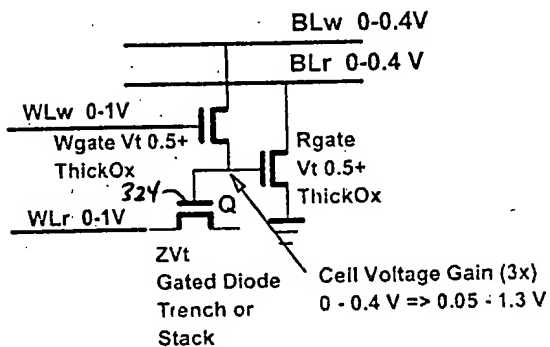 BLw 0-0.4V
BLr 0-0.4 V
WLw 0-1V
Wgate Vt 0.5+
ThickOx
Rgate
Vt 0.5+
ThickOx
324
Q
WLr 0-1V
ZVt
Gated Diode
Trench or
Stack
Cell Voltage Gain (3x)
0 - 0.4 V => 0.05 - 1.3 V